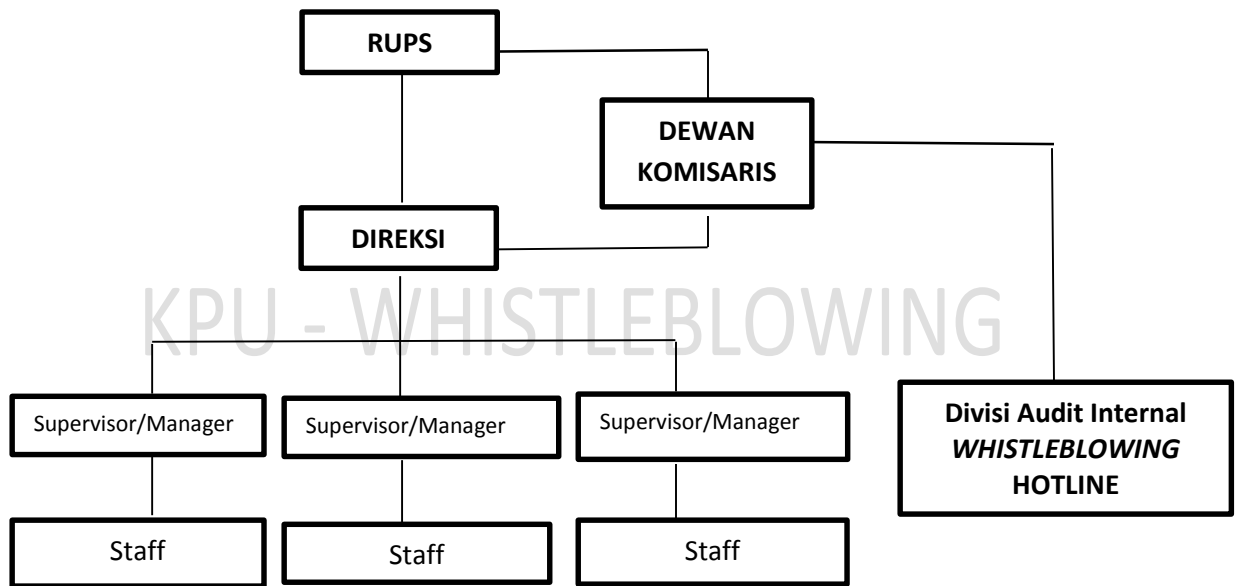 RUPS
DEWAN
KOMISARIS
DIREKSI
KPU - WHISTLEBLOWING
Supervisor/Manager
Supervisor/Manager
Supervisor/Manager
Divisi Audit Internal
WHISTLEBLOWING
HOTLINE
Staff
Staff
Staff